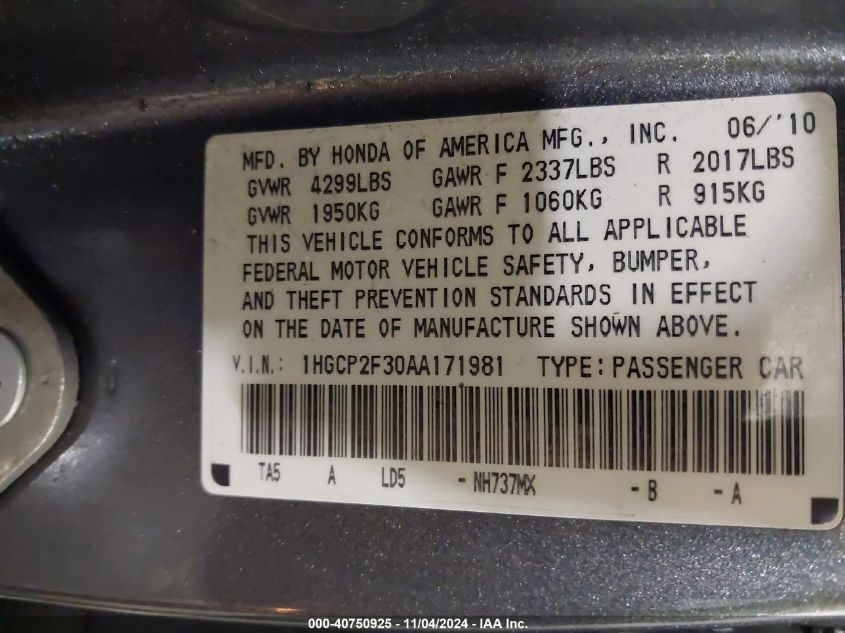 MFD. BY HONDA OF AMERICA MFG., INC. 06/'10
GVWR 4299LBS GAWR F 2337LBS R 2017LBS
GVWR 1950KG GAWR F 1060KG R 915KG
THIS VEHICLE CONFORMS TO ALL APPLICABLE
FEDERAL MOTOR VEHICLE SAFETY, BUMPER,
AND THEFT PREVENTION STANDARDS IN EFFECT
ON THE DATE OF MANUFACTURE SHOWN ABOVE.
V.I.N.: 1HGCP2F30AA171981 TYPE: PASSENGER CAR
TA5 A LD5 - NH737MX - B - A
000-40750925 - 11/04/2024 - IAA Inc.